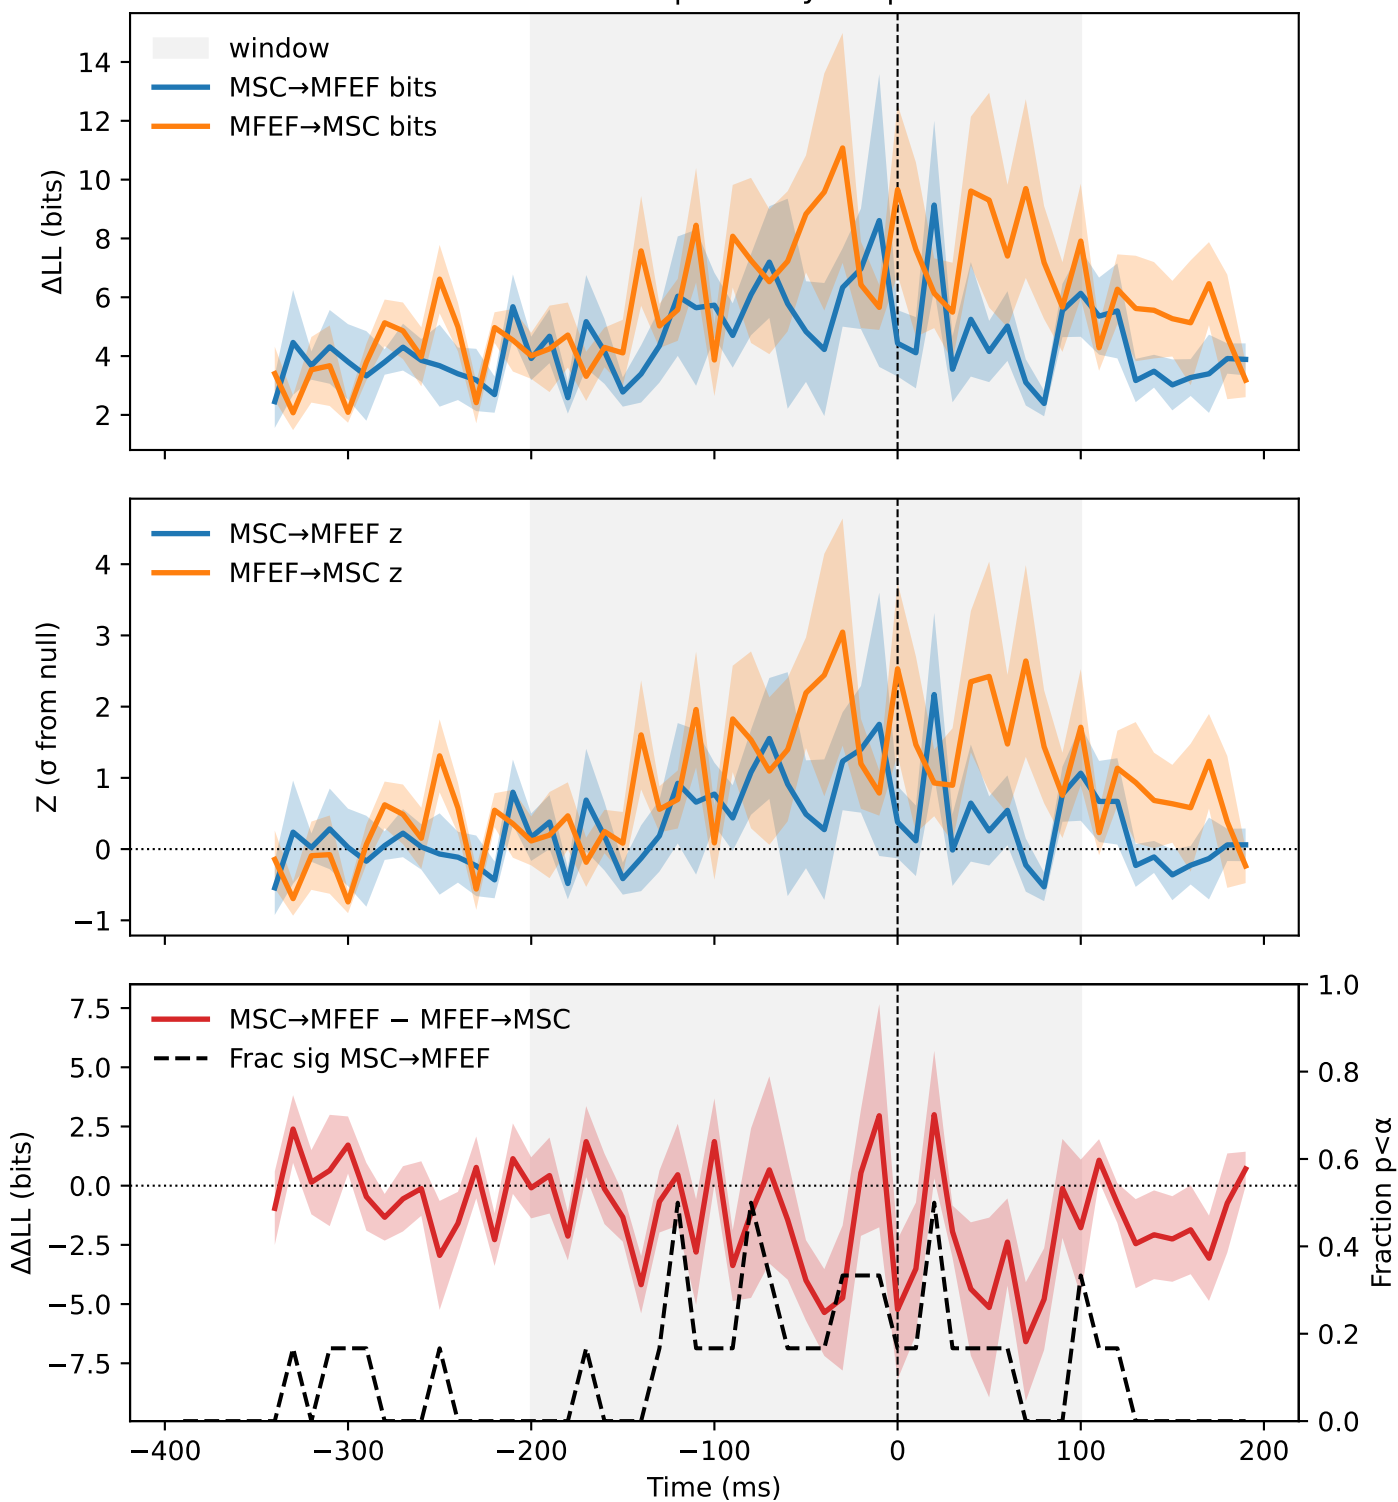 window
MSC→MFEF bits
MFEF→MSC bits
14
12
10
8
6
4
2
ΔLL (bits)
MSC→MFEF z
MFEF→MSC z
4
3
2
1
0
−1
Z (σ from null)
MSC→MFEF − MFEF→MSC
Frac sig MSC→MFEF
7.5
5.0
2.5
0.0
−2.5
−5.0
−7.5
ΔΔLL (bits)
1.0
0.8
0.6
0.4
0.2
0.0
Fraction p<α
−400 −300 −200 −100 0 100 200
Time (ms)